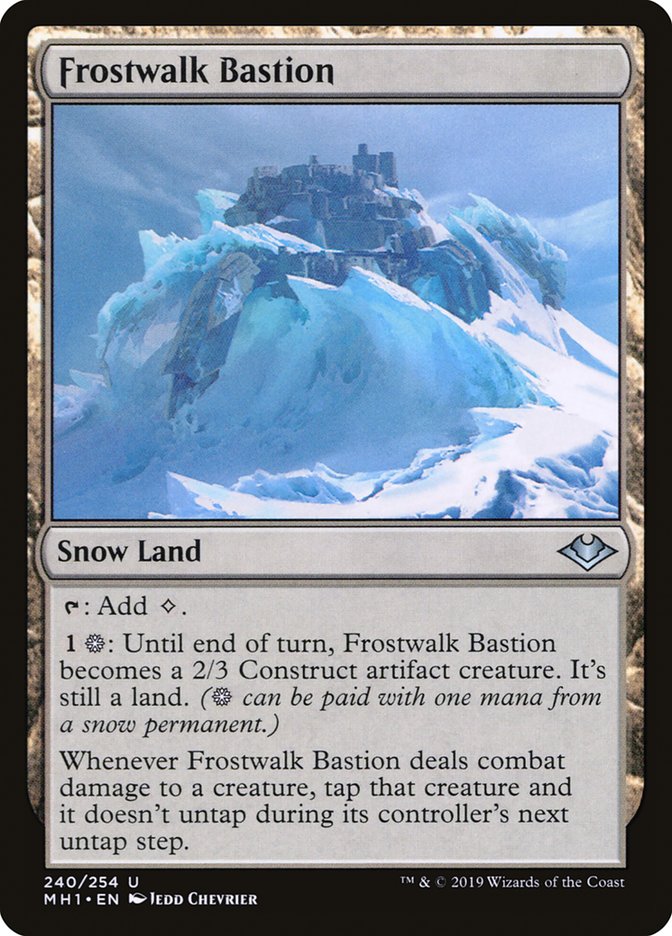 Frostwalk Bastion
Snow Land
: Add .
1 : Until end of turn, Frostwalk Bastion
becomes a 2/3 Construct artifact creature. It's
still a land. ( can be paid with one mana from
a snow permanent.)
Whenever Frostwalk Bastion deals combat
damage to a creature, tap that creature and
it doesn't untap during its controller's next
untap step.
240/254 U
MH1 • EN Jedd Chevrier
™ & © 2019 Wizards of the Coast